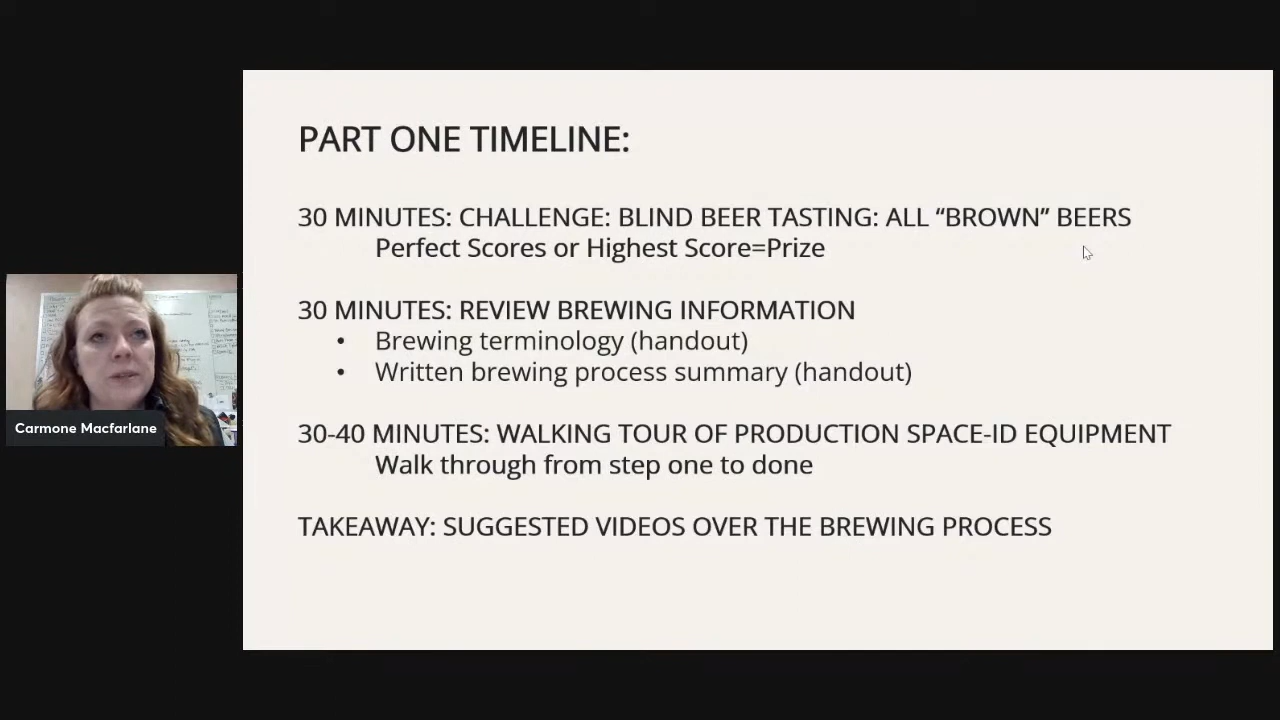 PART ONE TIMELINE:
30 MINUTES: CHALLENGE: BLIND BEER TASTING: ALL “BROWN” BEERS
Perfect Scores or Highest Score=Prize
30 MINUTES: REVIEW BREWING INFORMATION
• Brewing terminology (handout)
• Written brewing process summary (handout)
30-40 MINUTES: WALKING TOUR OF PRODUCTION SPACE-ID EQUIPMENT
Walk through from step one to done
TAKEAWAY: SUGGESTED VIDEOS OVER THE BREWING PROCESS
Carmone Macfarlane